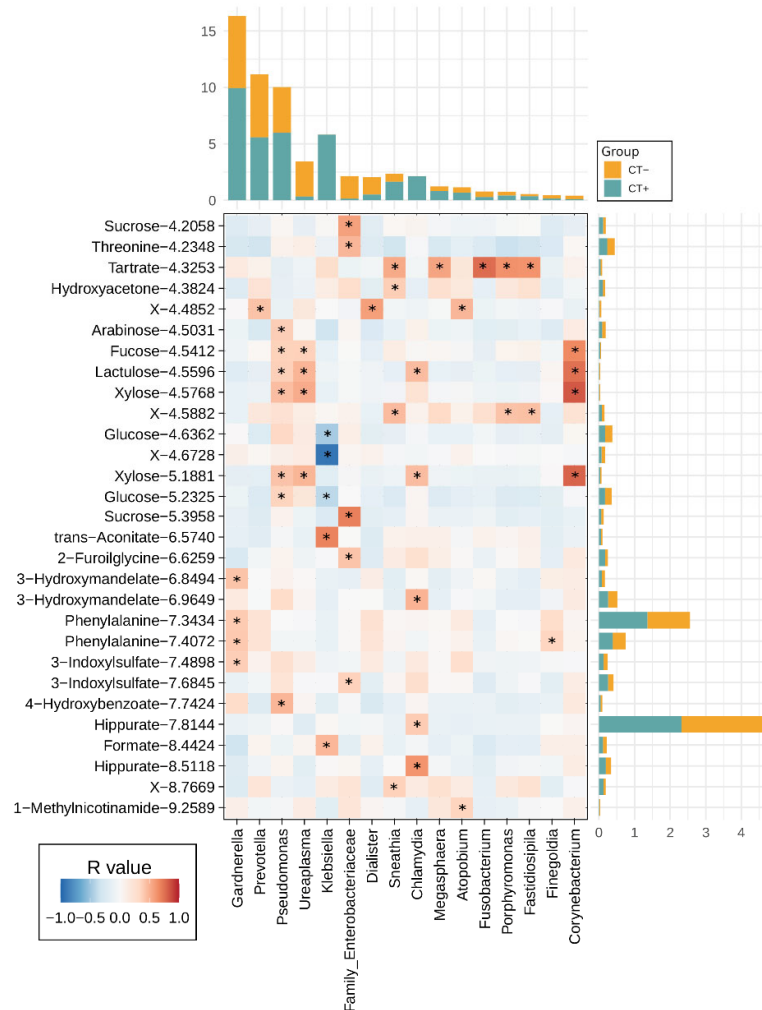 15
10
5
0
Group
CT−
CT+
Sucrose−4.2058
Threonine−4.2348
Tartrate−4.3253
Hydroxyacetone−4.3824
X−4.4852
Arabinose−4.5031
Fucose−4.5412
Lactulose−4.5596
Xylose−4.5768
X−4.5882
Glucose−4.6362
X−4.6728
Xylose−5.1881
Glucose−5.2325
Sucrose−5.3958
trans−Aconitate−6.5740
2−Furoilglycine−6.6259
3−Hydroxymandelate−6.8494
3−Hydroxymandelate−6.9649
Phenylalanine−7.3434
Phenylalanine−7.4072
3−Indoxylsulfate−7.4898
3−Indoxylsulfate−7.6845
4−Hydroxybenzoate−7.7424
Hippurate−7.8144
Formate−8.4424
Hippurate−8.5118
X−8.7669
1−Methylnicotinamide−9.2589
0 1 2 3 4
Gardnerella
Prevotella
Pseudomonas
Ureaplasma
Klebsiella
Family_Enterobacteriaceae
Dialister
Sneathia
Chlamydia
Megasphaera
Atopobium
Fusobacterium
Porphyromonas
Fastidiosipila
Finegoldia
Corynebacterium
R value
−1.0 −0.5 0.0 0.5 1.0